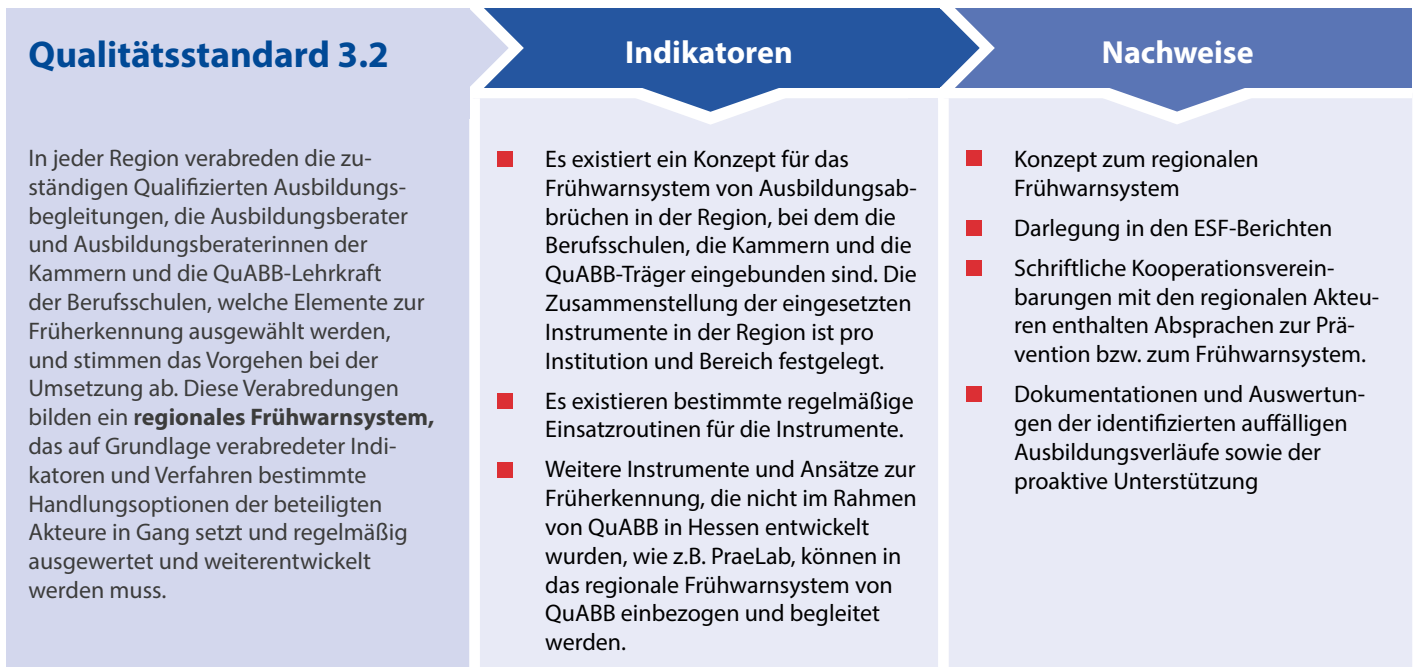 Qualitätsstandard 3.2
In jeder Region verabreden die zu-
ständigen Qualifizierten Ausbildungs-
begleitungen, die Ausbildungsberater
und Ausbildungsberaterinnen der
Kammern und die QuABB-Lehrkraft
der Berufsschulen, welche Elemente zur
Früherkennung ausgewählt werden,
und stimmen das Vorgehen bei der
Umsetzung ab. Diese Verabredungen
bilden ein regionales Frühwarnsystem,
das auf Grundlage verabredeter Indi-
katoren und Verfahren bestimmte
Handlungsoptionen der beteiligten
Akteure in Gang setzt und regelmäßig
ausgewertet und weiterentwickelt
werden muss.
Indikatoren
Es existiert ein Konzept für das
Frühwarnsystem von Ausbildungsab-
brüchen in der Region, bei dem die
Berufsschulen, die Kammern und die
QuABB-Träger eingebunden sind. Die
Zusammenstellung der eingesetzten
Instrumente in der Region ist pro
Institution und Bereich festgelegt.
Es existieren bestimmte regelmäßige
Einsatzroutinen für die Instrumente.
Weitere Instrumente und Ansätze zur
Früherkennung, die nicht im Rahmen
von QuABB in Hessen entwickelt
wurden, wie z.B. PraeLab, können in
das regionale Frühwarnsystem von
QuABB einbezogen und begleitet
werden.
Nachweise
Konzept zum regionalen
Frühwarnsystem
Darlegung in den ESF-Berichten
Schriftliche Kooperationsverein-
barungen mit den regionalen Akteu-
ren enthalten Absprachen zur Prä-
vention bzw. zum Frühwarnsystem.
Dokumentationen und Auswertun-
gen der identifizierten auffälligen
Ausbildungsverläufe sowie der
proaktive Unterstützung